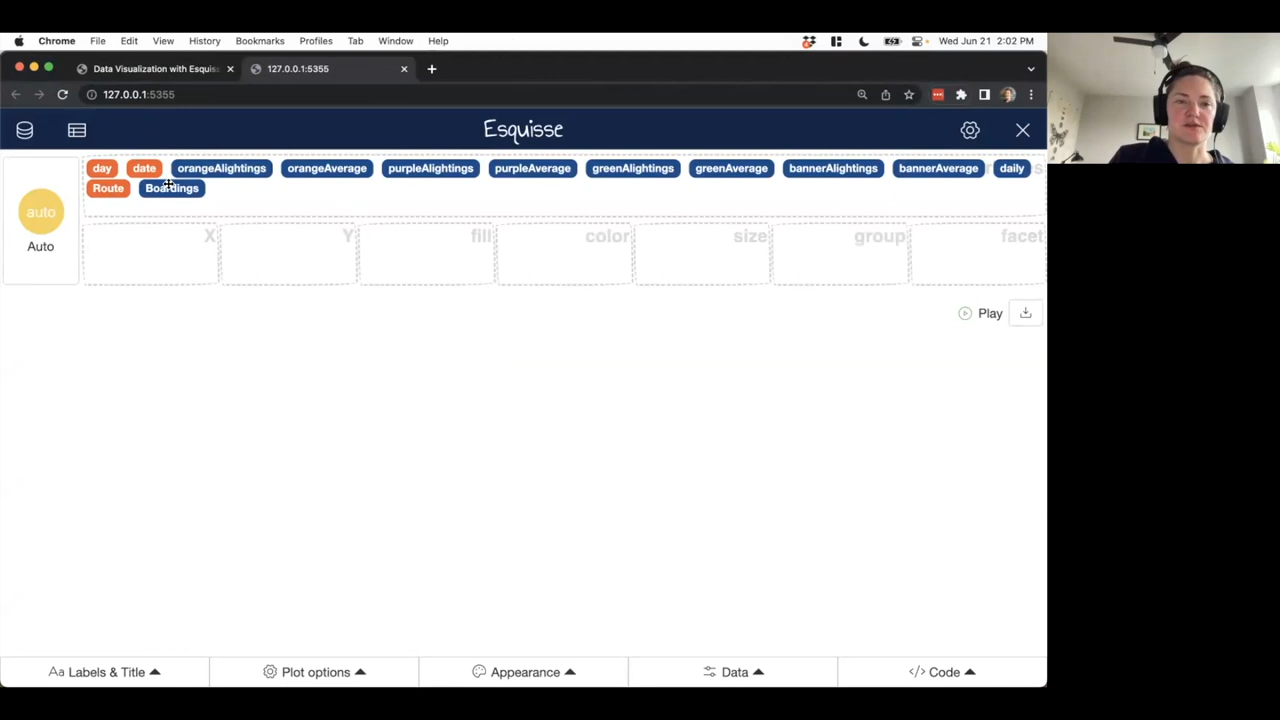 Chrome File Edit View History Bookmarks Profiles Tab Window Help Wed Jun 21 2:02 PM
Data Visualization with Esquiss 127.0.0.1:5355
127.0.0.1:5355
Esquisse
day date orangeAlightings orangeAverage purpleAlightings purpleAverage greenAlightings greenAverage bannerAlightings bannerAverage daily
Route Boardings
auto
Auto
X Y fill color size group facet
Play
Aa Labels & Title Plot options Appearance Data </> Code